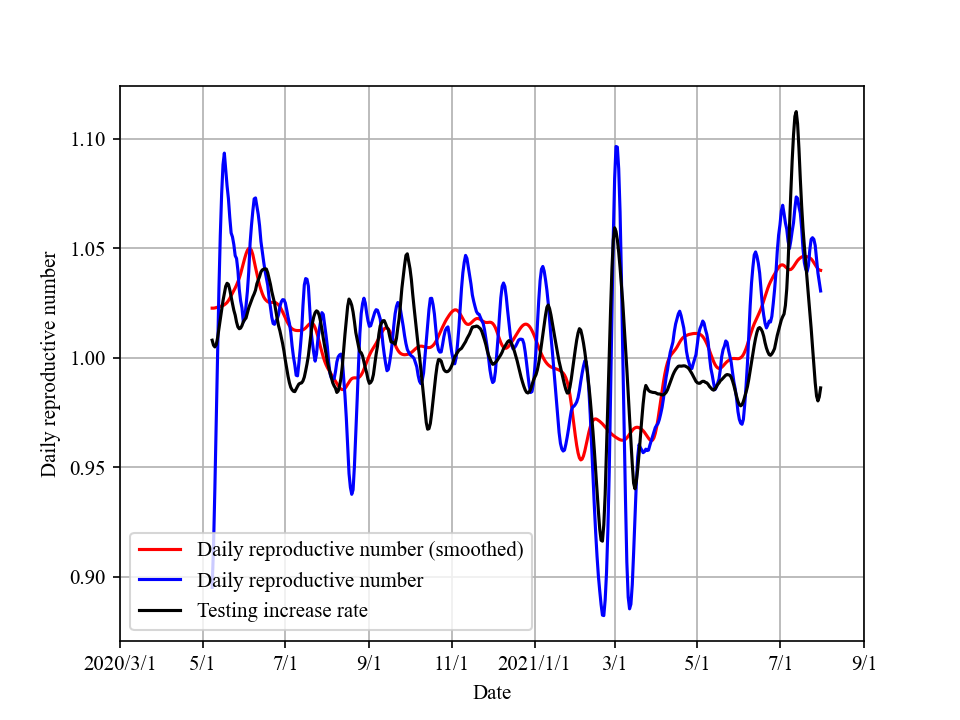 1.10
1.05
1.00
0.95
0.90
Daily reproductive number
Daily reproductive number (smoothed)
Daily reproductive number
Testing increase rate
2020/3/1 5/1 7/1 9/1 11/1 2021/1/1 3/1 5/1 7/1 9/1
Date